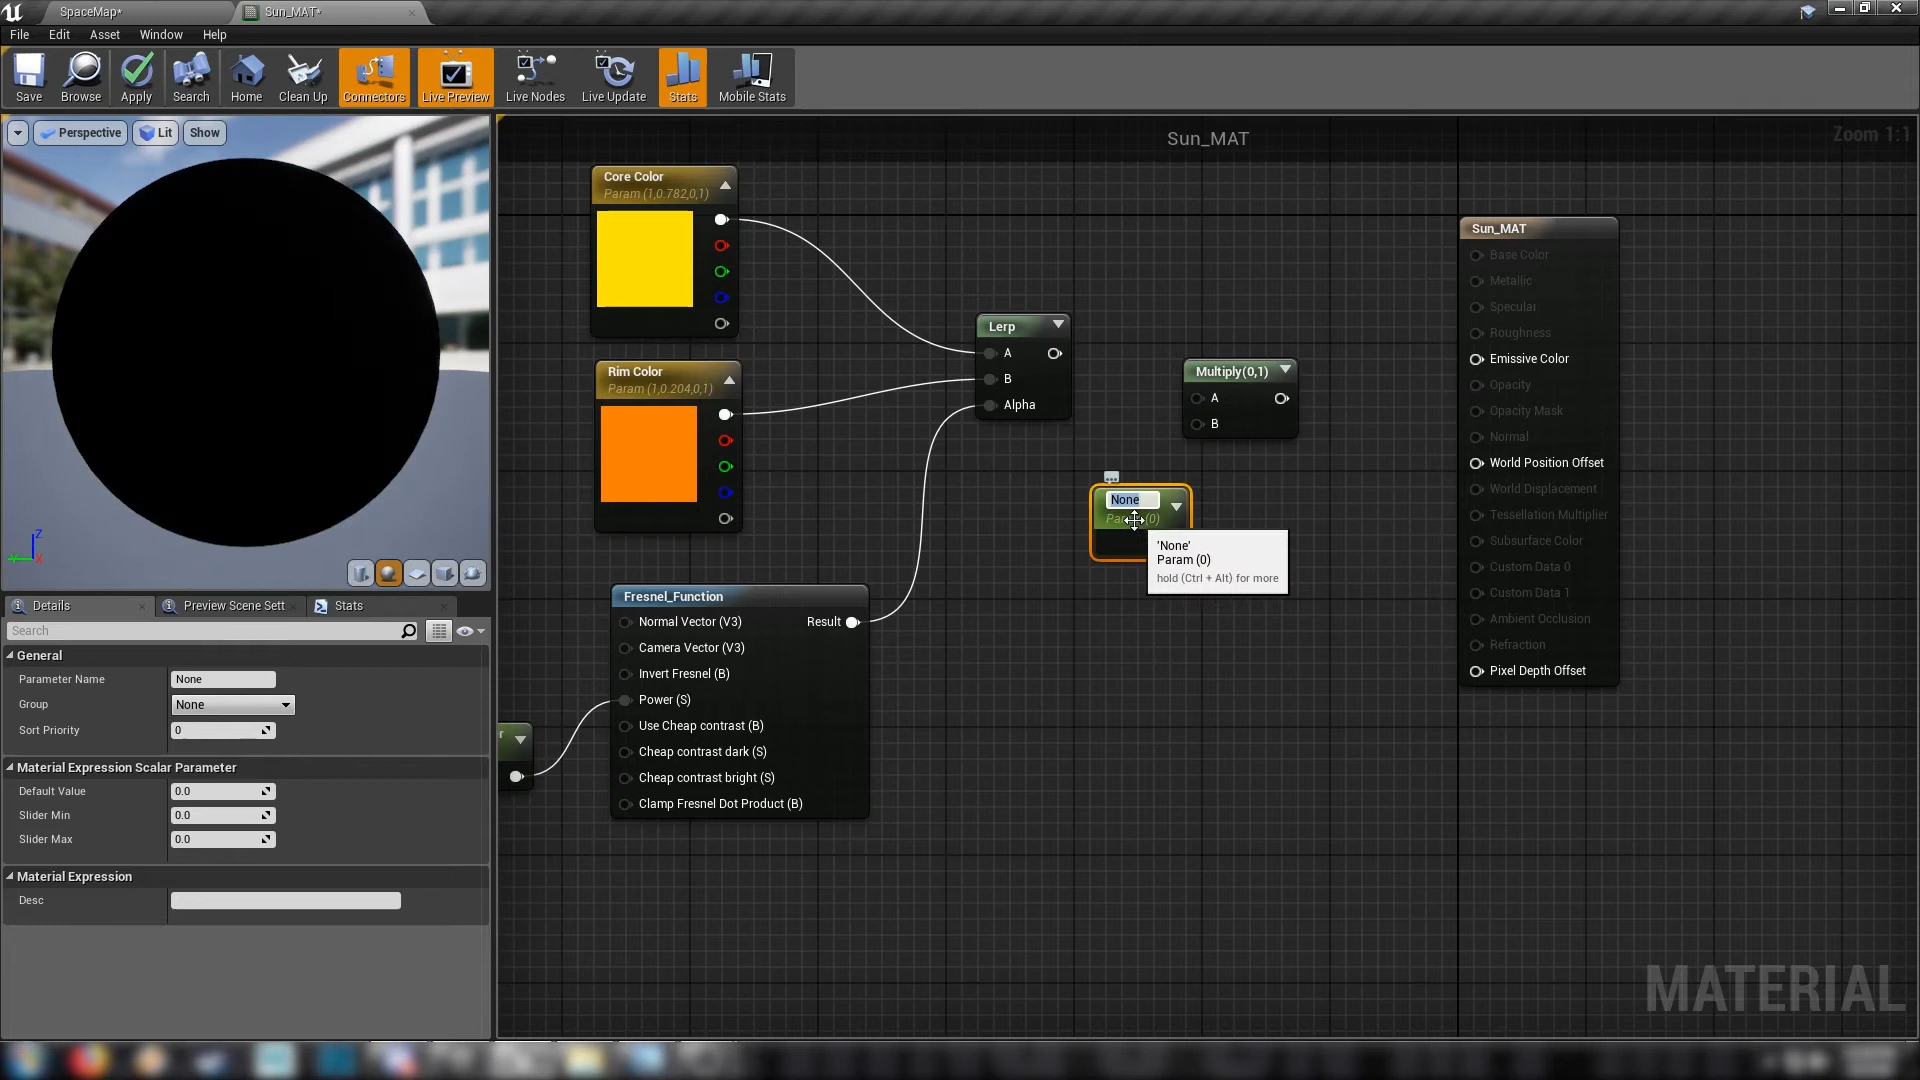 SpaceMap*
Sun_MAT*
File Edit Asset Window Help
Save Browse Apply Search Home Clean Up Connectors Live Preview Live Nodes Live Update Stats Mobile Stats
Perspective Lit Show
Sun_MAT
Zoom 1:1
Core Color
Param (1,0.782,0,1)
Rim Color
Param (1,0.204,0,1)
Lerp
A
B
Alpha
Multiply(0,1)
A
B
None
Param (0)
'None'
Param (0)
hold (Ctrl + Alt) for more
Fresnel_Function
Normal Vector (V3) Result
Camera Vector (V3)
Invert Fresnel (B)
Power (S)
Use Cheap contrast (B)
Cheap contrast dark (S)
Cheap contrast bright (S)
Clamp Fresnel Dot Product (B)
r
Sun_MAT
Base Color
Metallic
Specular
Roughness
Emissive Color
Opacity
Opacity Mask
Normal
World Position Offset
World Displacement
Tessellation Multiplier
Subsurface Color
Custom Data 0
Custom Data 1
Ambient Occlusion
Refraction
Pixel Depth Offset
Z
X
Details Preview Scene Sett Stats
Search
General
Parameter Name None
Group None
Sort Priority 0
Material Expression Scalar Parameter
Default Value 0.0
Slider Min 0.0
Slider Max 0.0
Material Expression
Desc
MATERIAL